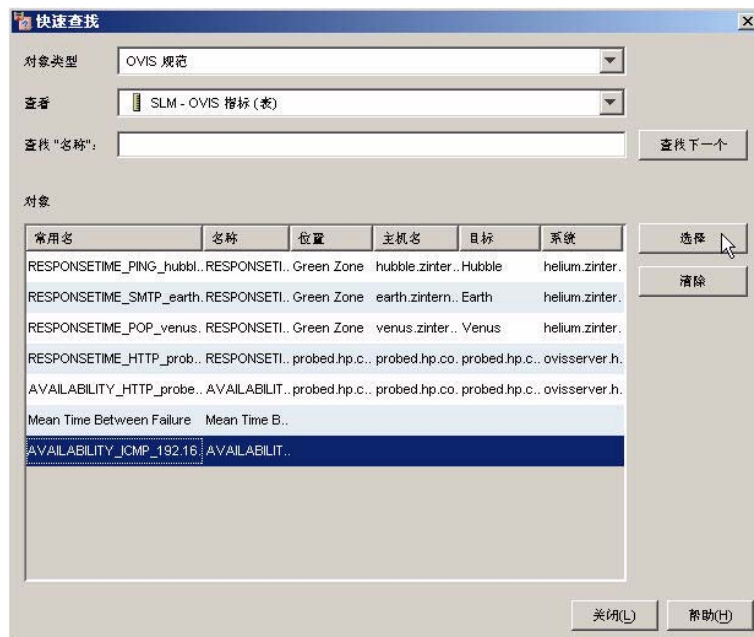 快速查找
对象类型 OVIS 规范
查看 SLM - OVIS 指标 (表)
查找"名称": 查找下一个
对象
常用名 名称 位置 主机名 目标 系统 选择
RESPONSETIME_PING_hubbl.. RESPONSETI.. Green Zone hubble.zinter.. Hubble helium.zinter.
清除
RESPONSETIME_SMTP_earth. RESPONSETI.. Green Zone earth.zintern.. Earth helium.zinter.
RESPONSETIME_POP_venus. RESPONSETI.. Green Zone venus.zinter.. Venus helium.zinter.
RESPONSETIME_HTTP_prob.. RESPONSETI.. probed.hp.c.. probed.hp.co. probed.hp.c.. ovisserver.h.
AVAILABILITY_HTTP_probe.. AVAILABILIT.. probed.hp.c.. probed.hp.co. probed.hp.c.. ovisserver.h.
Mean Time Between Failure Mean Time B..
AVAILABILITY_ICMP_192.16. AVAILABILIT..
关闭(L) 帮助(H)